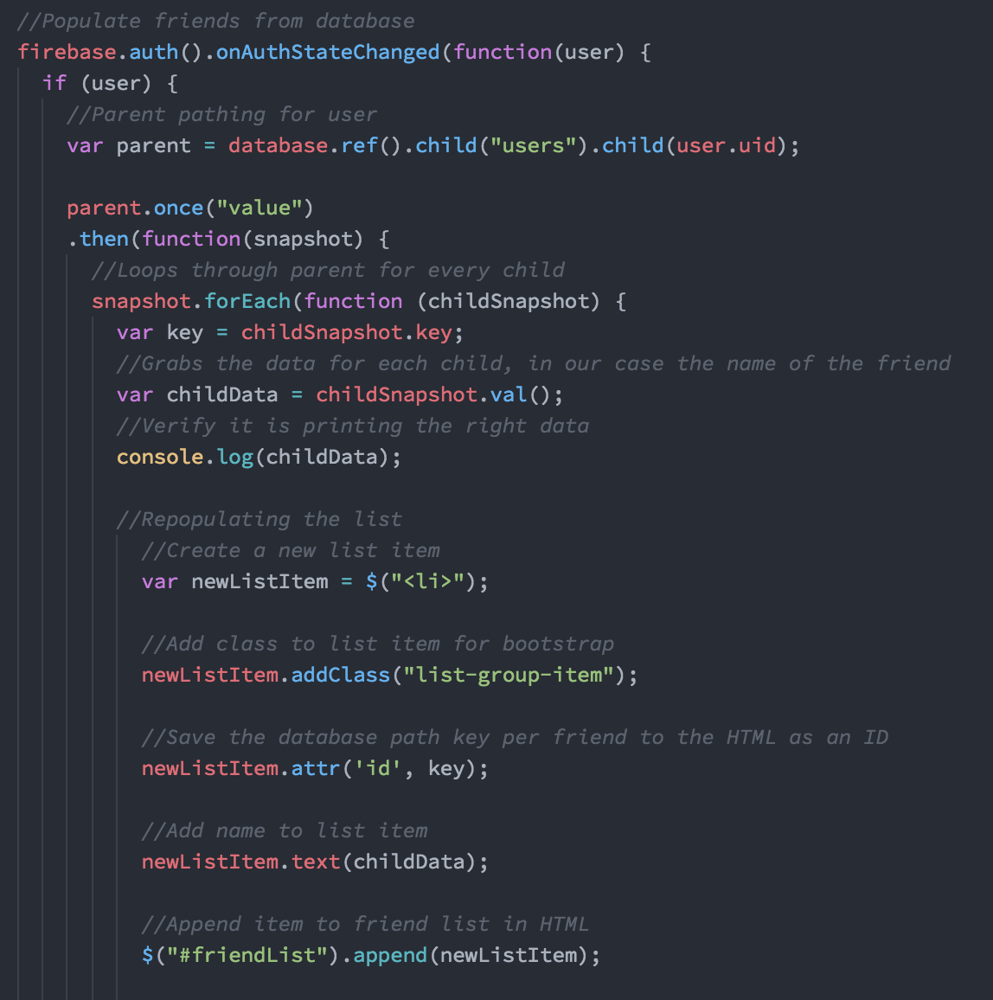 //Populate friends from database
firebase.auth().onAuthStateChanged(function(user) {
if (user) {
//Parent pathing for user
var parent = database.ref().child("users").child(user.uid);
parent.once("value")
.then(function(snapshot) {
//Loops through parent for every child
snapshot.forEach(function (childSnapshot) {
var key = childSnapshot.key;
//Grabs the data for each child, in our case the name of the friend
var childData = childSnapshot.val();
//Verify it is printing the right data
console.log(childData);
//Repopulating the list
//Create a new list item
var newListItem = $("<li>");
//Add class to list item for bootstrap
newListItem.addClass("list-group-item");
//Save the database path key per friend to the HTML as an ID
newListItem.attr('id', key);
//Add name to list item
newListItem.text(childData);
//Append item to friend list in HTML
$("#friendList").append(newListItem);